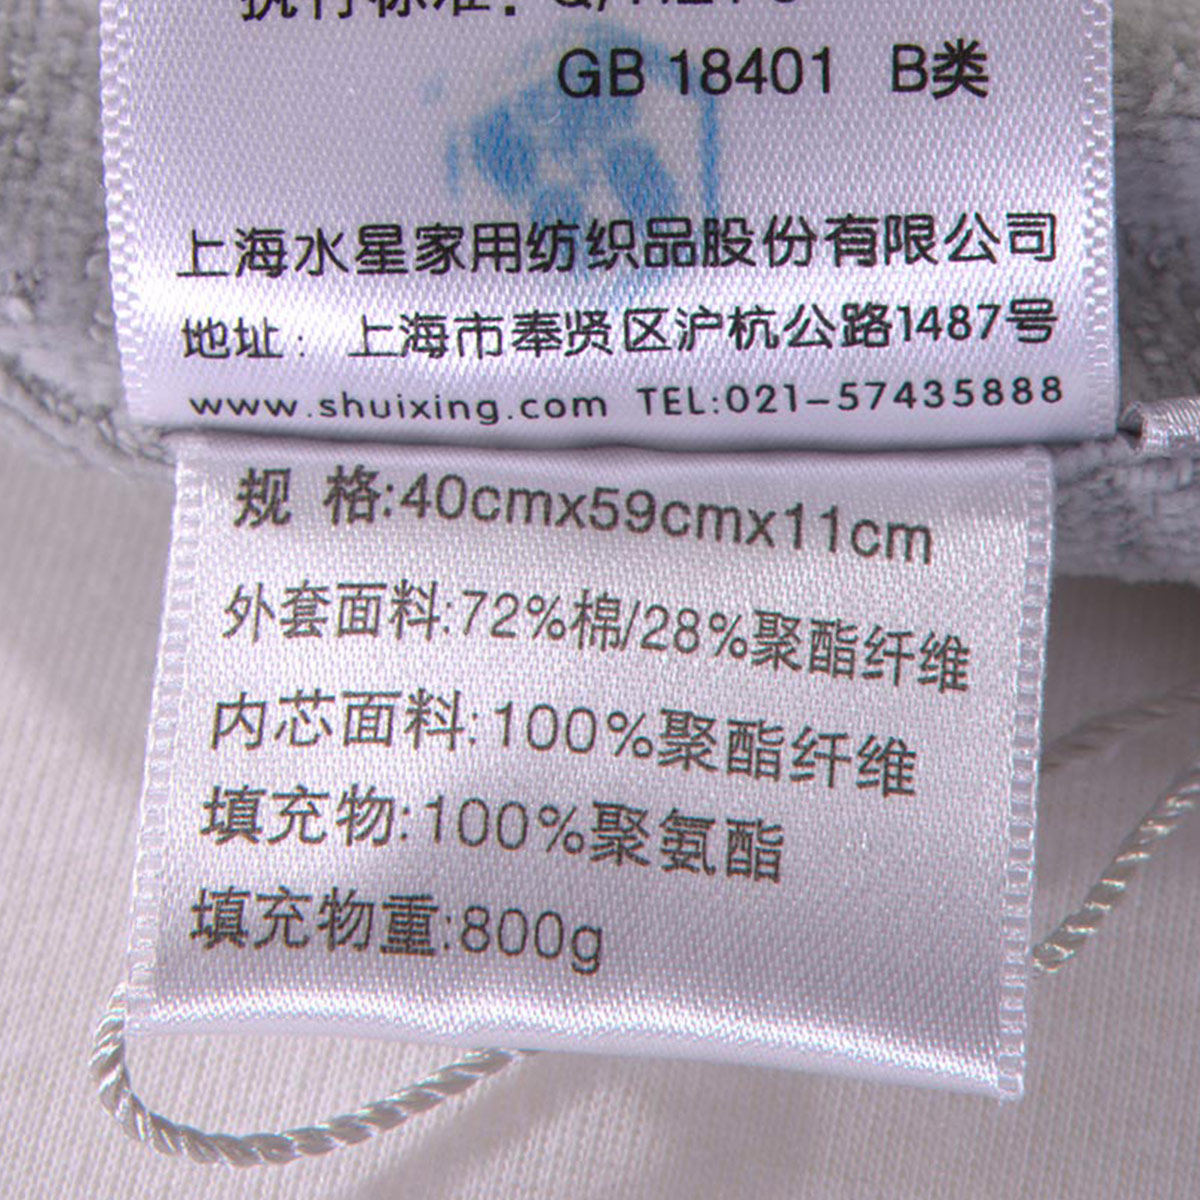 执行标准:
GB 18401 B类
上海水星家用纺织品股份有限公司
地址: 上海市奉贤区沪杭公路1487号
www.shuixing.com TEL:021-57435888
规 格:40cmx59cmx11cm
外套面料:72%棉/28%聚酯纤维
内芯面料:100%聚酯纤维
填充物:100%聚氨酯
填充物重:800g